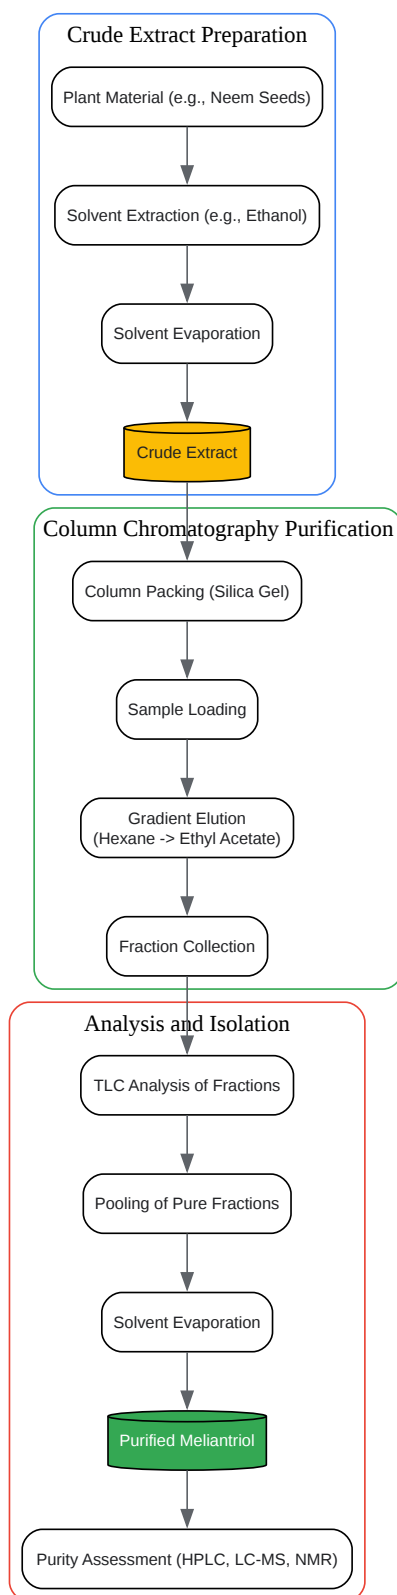 Crude Extract Preparation
Plant Material (e.g., Neem Seeds)
Solvent Extraction (e.g., Ethanol)
Solvent Evaporation
Crude Extract
Column Chromatography Purification
Column Packing (Silica Gel)
Sample Loading
Gradient Elution
(Hexane -> Ethyl Acetate)
Fraction Collection
Analysis and Isolation
TLC Analysis of Fractions
Pooling of Pure Fractions
Solvent Evaporation
Purified Meliantriol
Purity Assessment (HPLC, LC-MS, NMR)